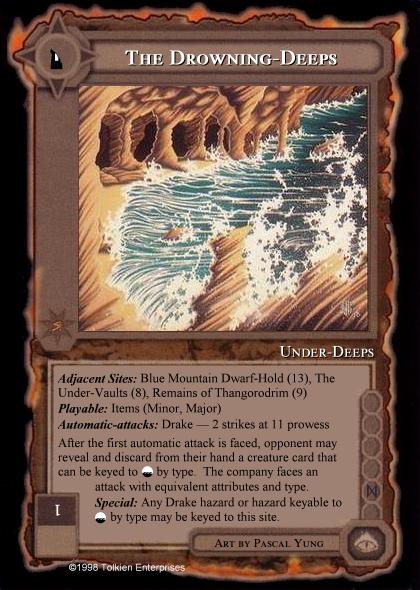 The Drowning-Deeps
Under-Deeps
Adjacent Sites: Blue Mountain Dwarf-Hold (13), The
Under-Vaults (8), Remains of Thangorodrim (9)
Playable: Items (Minor, Major)
Automatic-attacks: Drake — 2 strikes at 11 prowess
After the first automatic attack is faced, opponent may
reveal and discard from their hand a creature card that
can be keyed to by type. The company faces an
attack with equivalent attributes and type.
Special: Any Drake hazard or hazard keyable to
by type may be keyed to this site.
1
Art by Pascal Yung
©1998 Tolkien Enterprises